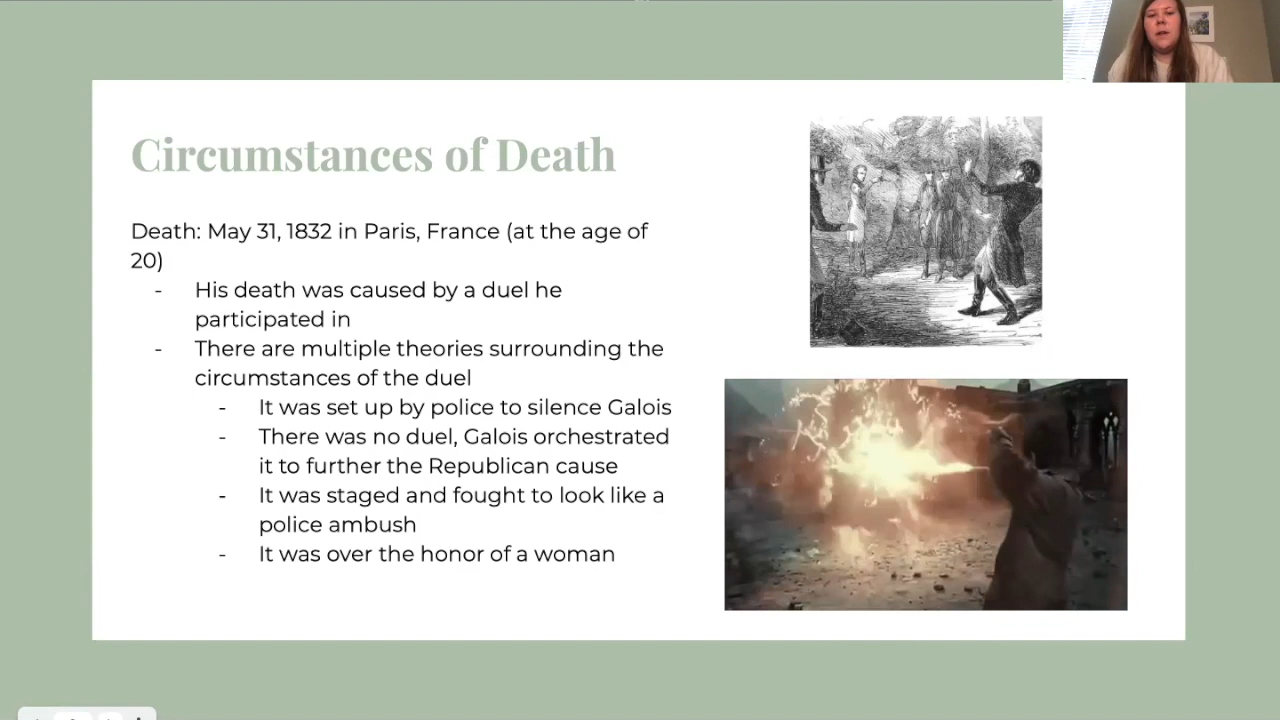 Circumstances of Death
Death: May 31, 1832 in Paris, France (at the age of
20)
- His death was caused by a duel he
participated in
- There are multiple theories surrounding the
circumstances of the duel
- It was set up by police to silence Galois
- There was no duel, Galois orchestrated
it to further the Republican cause
- It was staged and fought to look like a
police ambush
- It was over the honor of a woman